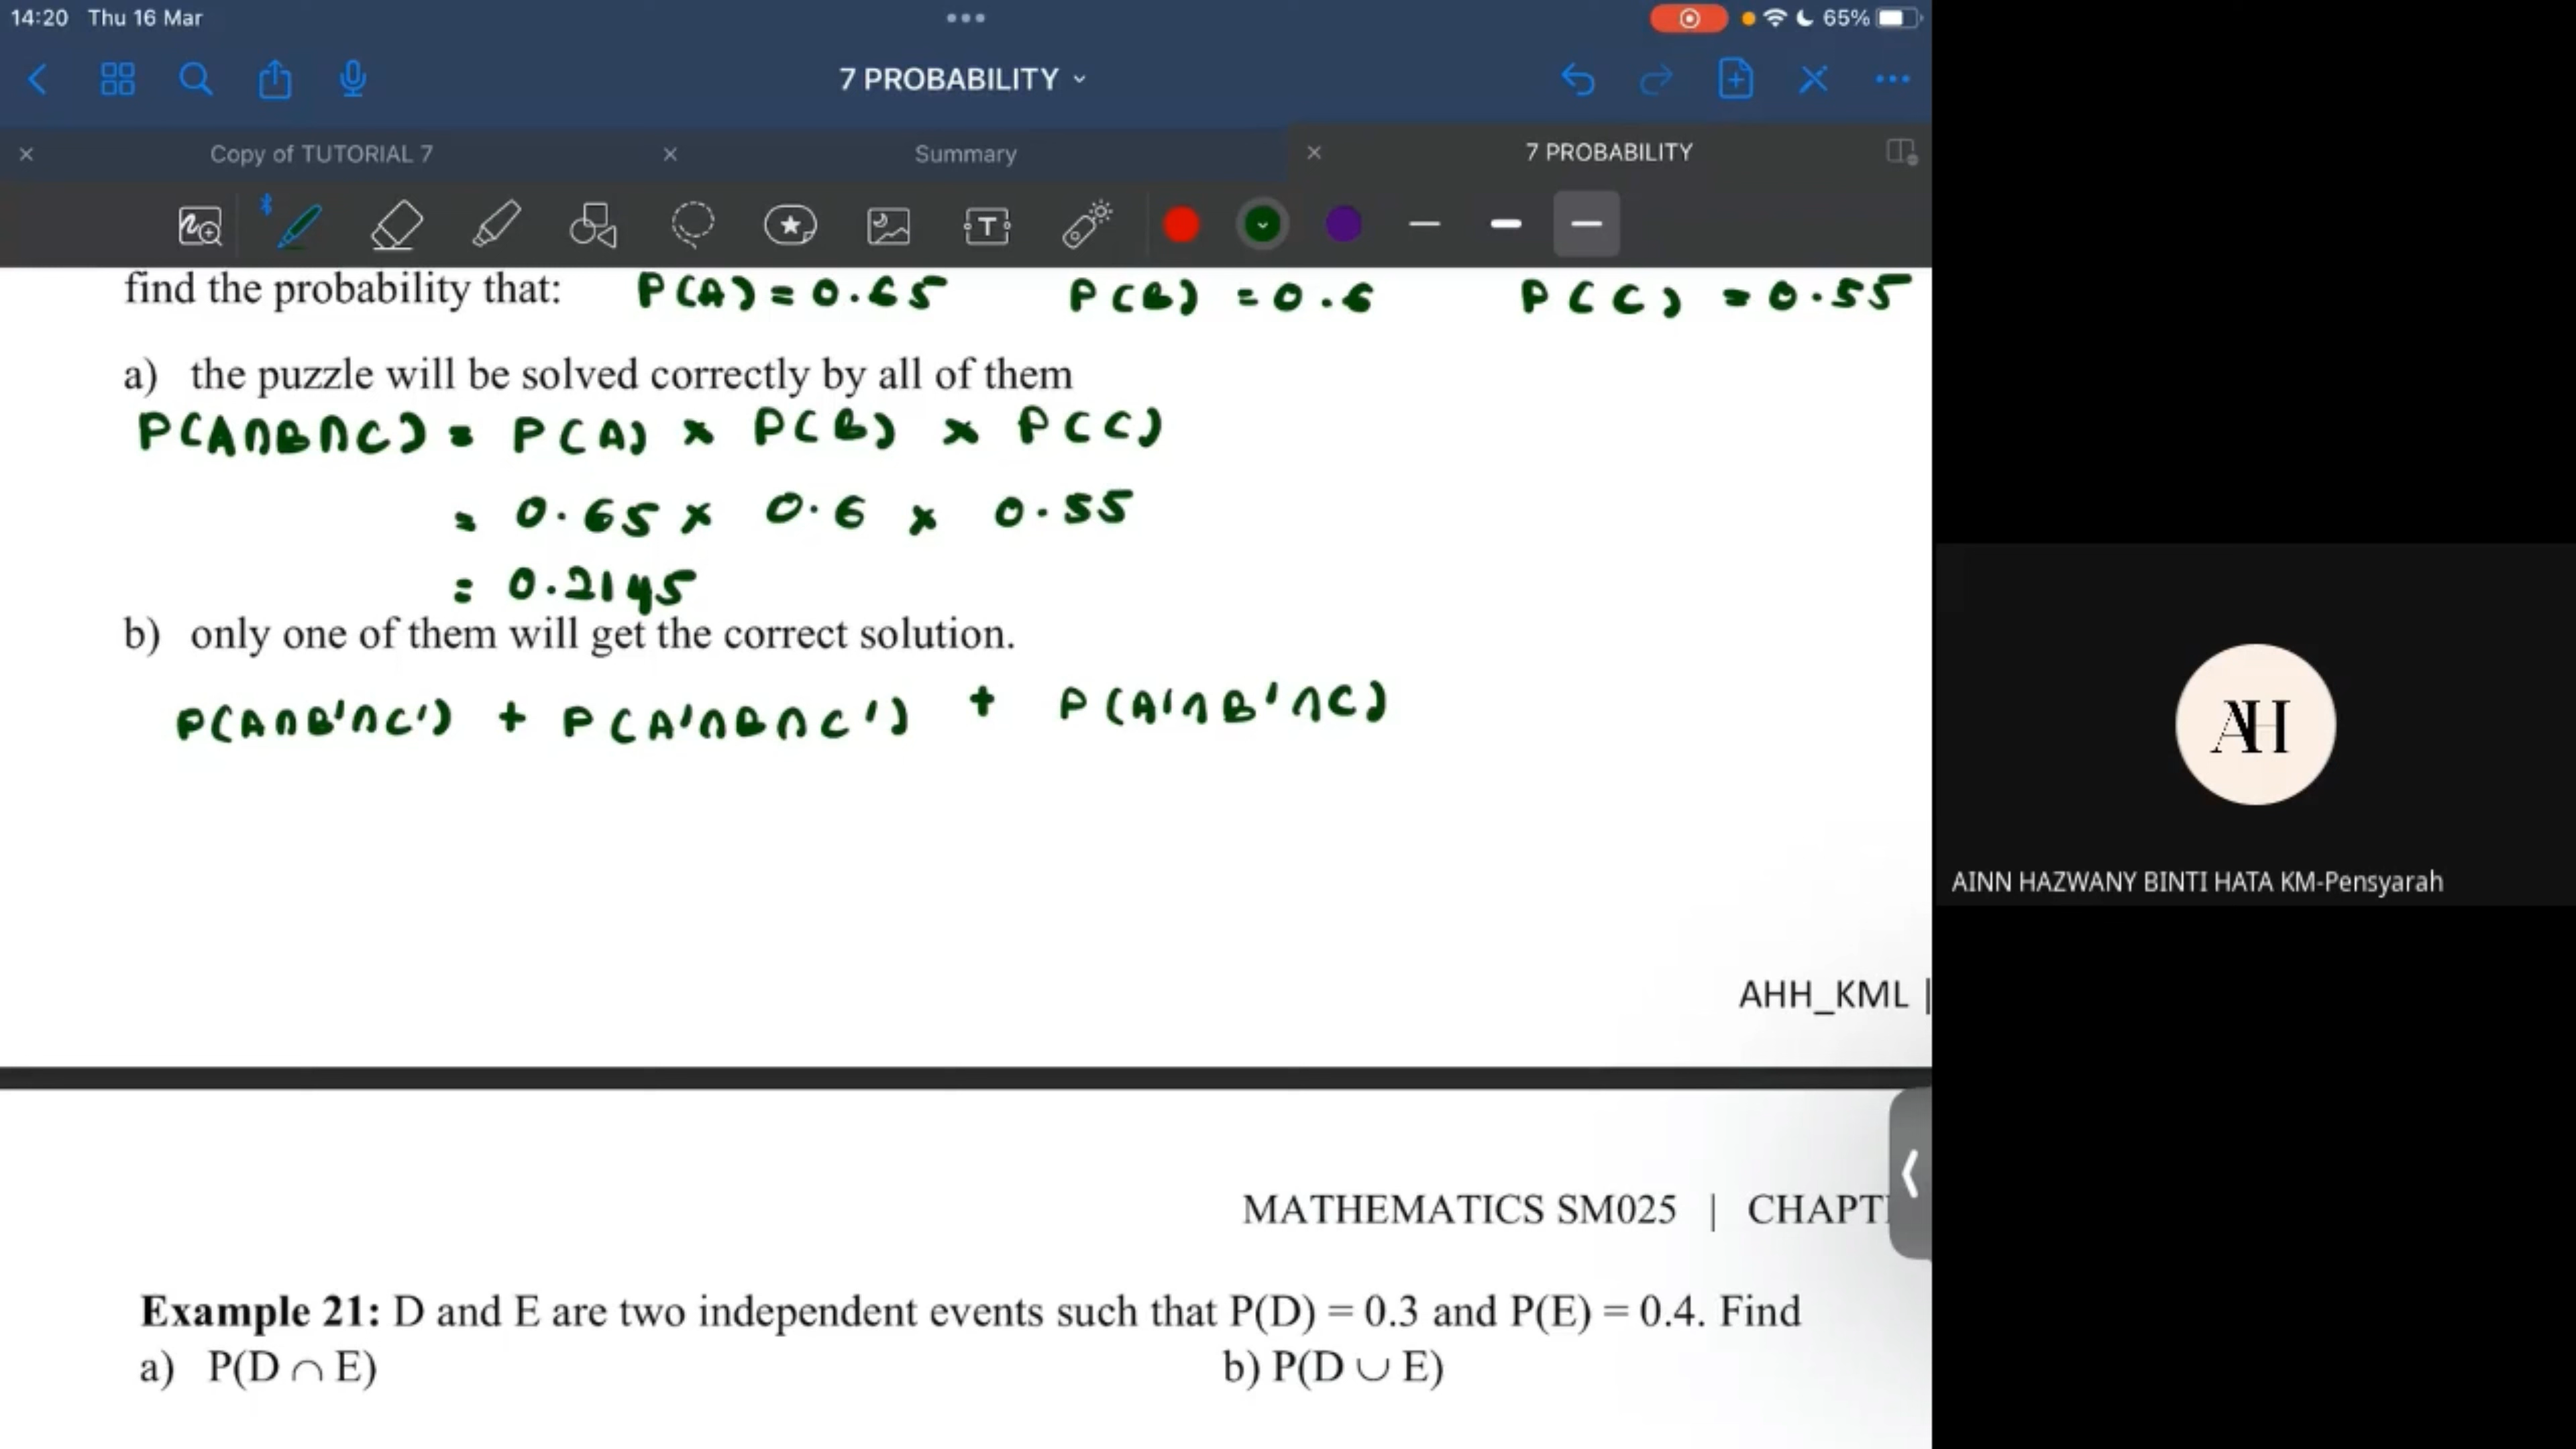 14:20 Thu 16 Mar
65%
7 PROBABILITY
Copy of TUTORIAL 7
Summary
7 PROBABILITY
find the probability that: P(A) = 0.65 P(B) = 0.6 P(C) = 0.55
a) the puzzle will be solved correctly by all of them
P(A∩B∩C) = P(A) × P(B) × P(C)
= 0.65 × 0.6 × 0.55
= 0.2145
b) only one of them will get the correct solution.
P(A∩B'∩C') + P(A'∩B∩C') + P(A'∩B'∩C)
AHH_KML |
MATHEMATICS SM025 | CHAPT
Example 21: D and E are two independent events such that P(D) = 0.3 and P(E) = 0.4. Find
a) P(D ∩ E) b) P(D ∪ E)
AH
AINN HAZWANY BINTI HATA KM-Pensyarah